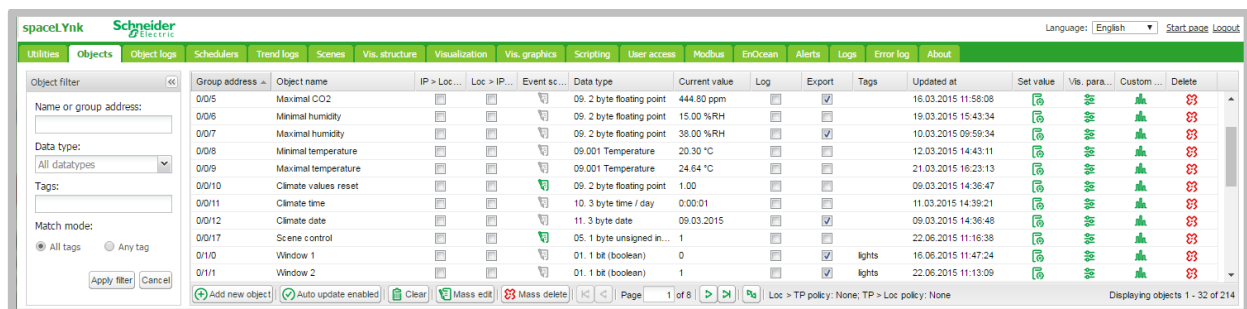 spaceLYnk Schneider Electric Language: English Start page Logout
Utilities Objects Object logs Schedulers Trend logs Scenes Vis. structure Visualization Vis. graphics Scripting User access Modbus EnOcean Alerts Logs Error log About
Object filter
Name or group address:
Data type:
All datatypes
Tags:
Match mode:
All tags Any tag
Apply filter Cancel
Group address Object name IP > Loc... Loc > IP... Event sc... Data type Current value Log Export Tags Updated at Set value Vis. para... Custom ... Delete
0/0/5 Maximal CO2 09. 2 byte floating point 444.80 ppm 16.03.2015 11:58:08
0/0/6 Minimal humidity 09. 2 byte floating point 15.00 %RH 19.03.2015 15:43:34
0/0/7 Maximal humidity 09. 2 byte floating point 38.00 %RH 10.03.2015 09:59:34
0/0/8 Minimal temperature 09.001 Temperature 20.30 °C 12.03.2015 14:43:11
0/0/9 Maximal temperature 09.001 Temperature 24.64 °C 21.03.2015 16:23:13
0/0/10 Climate values reset 09. 2 byte floating point 1.00 09.03.2015 14:36:47
0/0/11 Climate time 10. 3 byte time / day 0:00:01 11.03.2015 14:39:21
0/0/12 Climate date 11. 3 byte date 09.03.2015 09.03.2015 14:36:48
0/0/17 Scene control 05. 1 byte unsigned in... 1 22.06.2015 11:16:38
0/1/0 Window 1 01. 1 bit (boolean) 0 lights 16.06.2015 11:47:24
0/1/1 Window 2 01. 1 bit (boolean) 1 lights 22.06.2015 11:13:09
Add new object Auto update enabled Clear Mass edit Mass delete Page 1 of 8 Loc > TP policy: None; TP > Loc policy: None Displaying objects 1 - 32 of 214